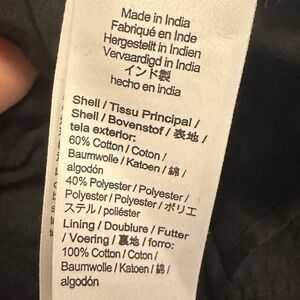 Made in India
Fabriqué en Inde
Hergestellt in Indien
Vervaardigd in India
インド製
hecho en india
Shell / Tissu Principal /
Shell / Bovenstof / 表地 /
tela exterior:
60% Cotton / Coton /
Baumwolle / Katoen / 綿 /
algodón
40% Polyester / Polyester /
Polyester / Polyester / ポリエ
ステル / poliéster
Lining / Doublure / Futter
/ Voering / 裏地 / forro:
100% Cotton / Coton /
Baumwolle / Katoen / 綿 /
algodón